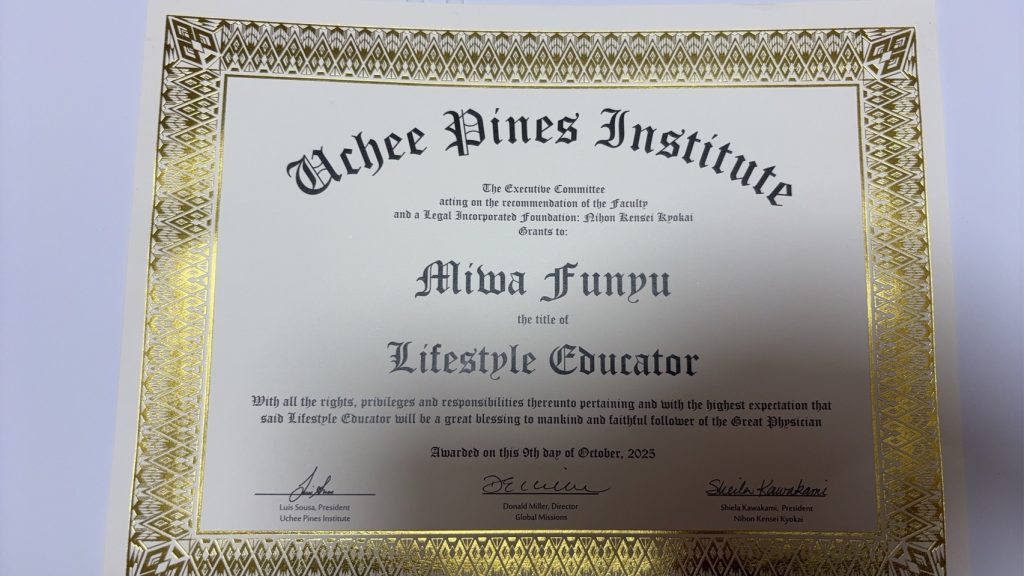 Uchee Pines Institute
The Executive Committee
acting on the recommendation of the Faculty
and a Legal Incorporated Foundation: Nihon Kensei Kyokai
Grants to:
Miwa Funyu
the title of
Lifestyle Educator
With all the rights, privileges and responsibilities thereunto pertaining and with the highest expectation that
said Lifestyle Educator will be a great blessing to mankind and faithful follower of the Great Physician
Awarded on this 9th day of October, 2025
Sheila Kawakami
Luis Sousa, President
Uchee Pines Institute
Donald Miller, Director
Global Missions
Shiela Kawakami, President
Nihon Kensei Kyokai